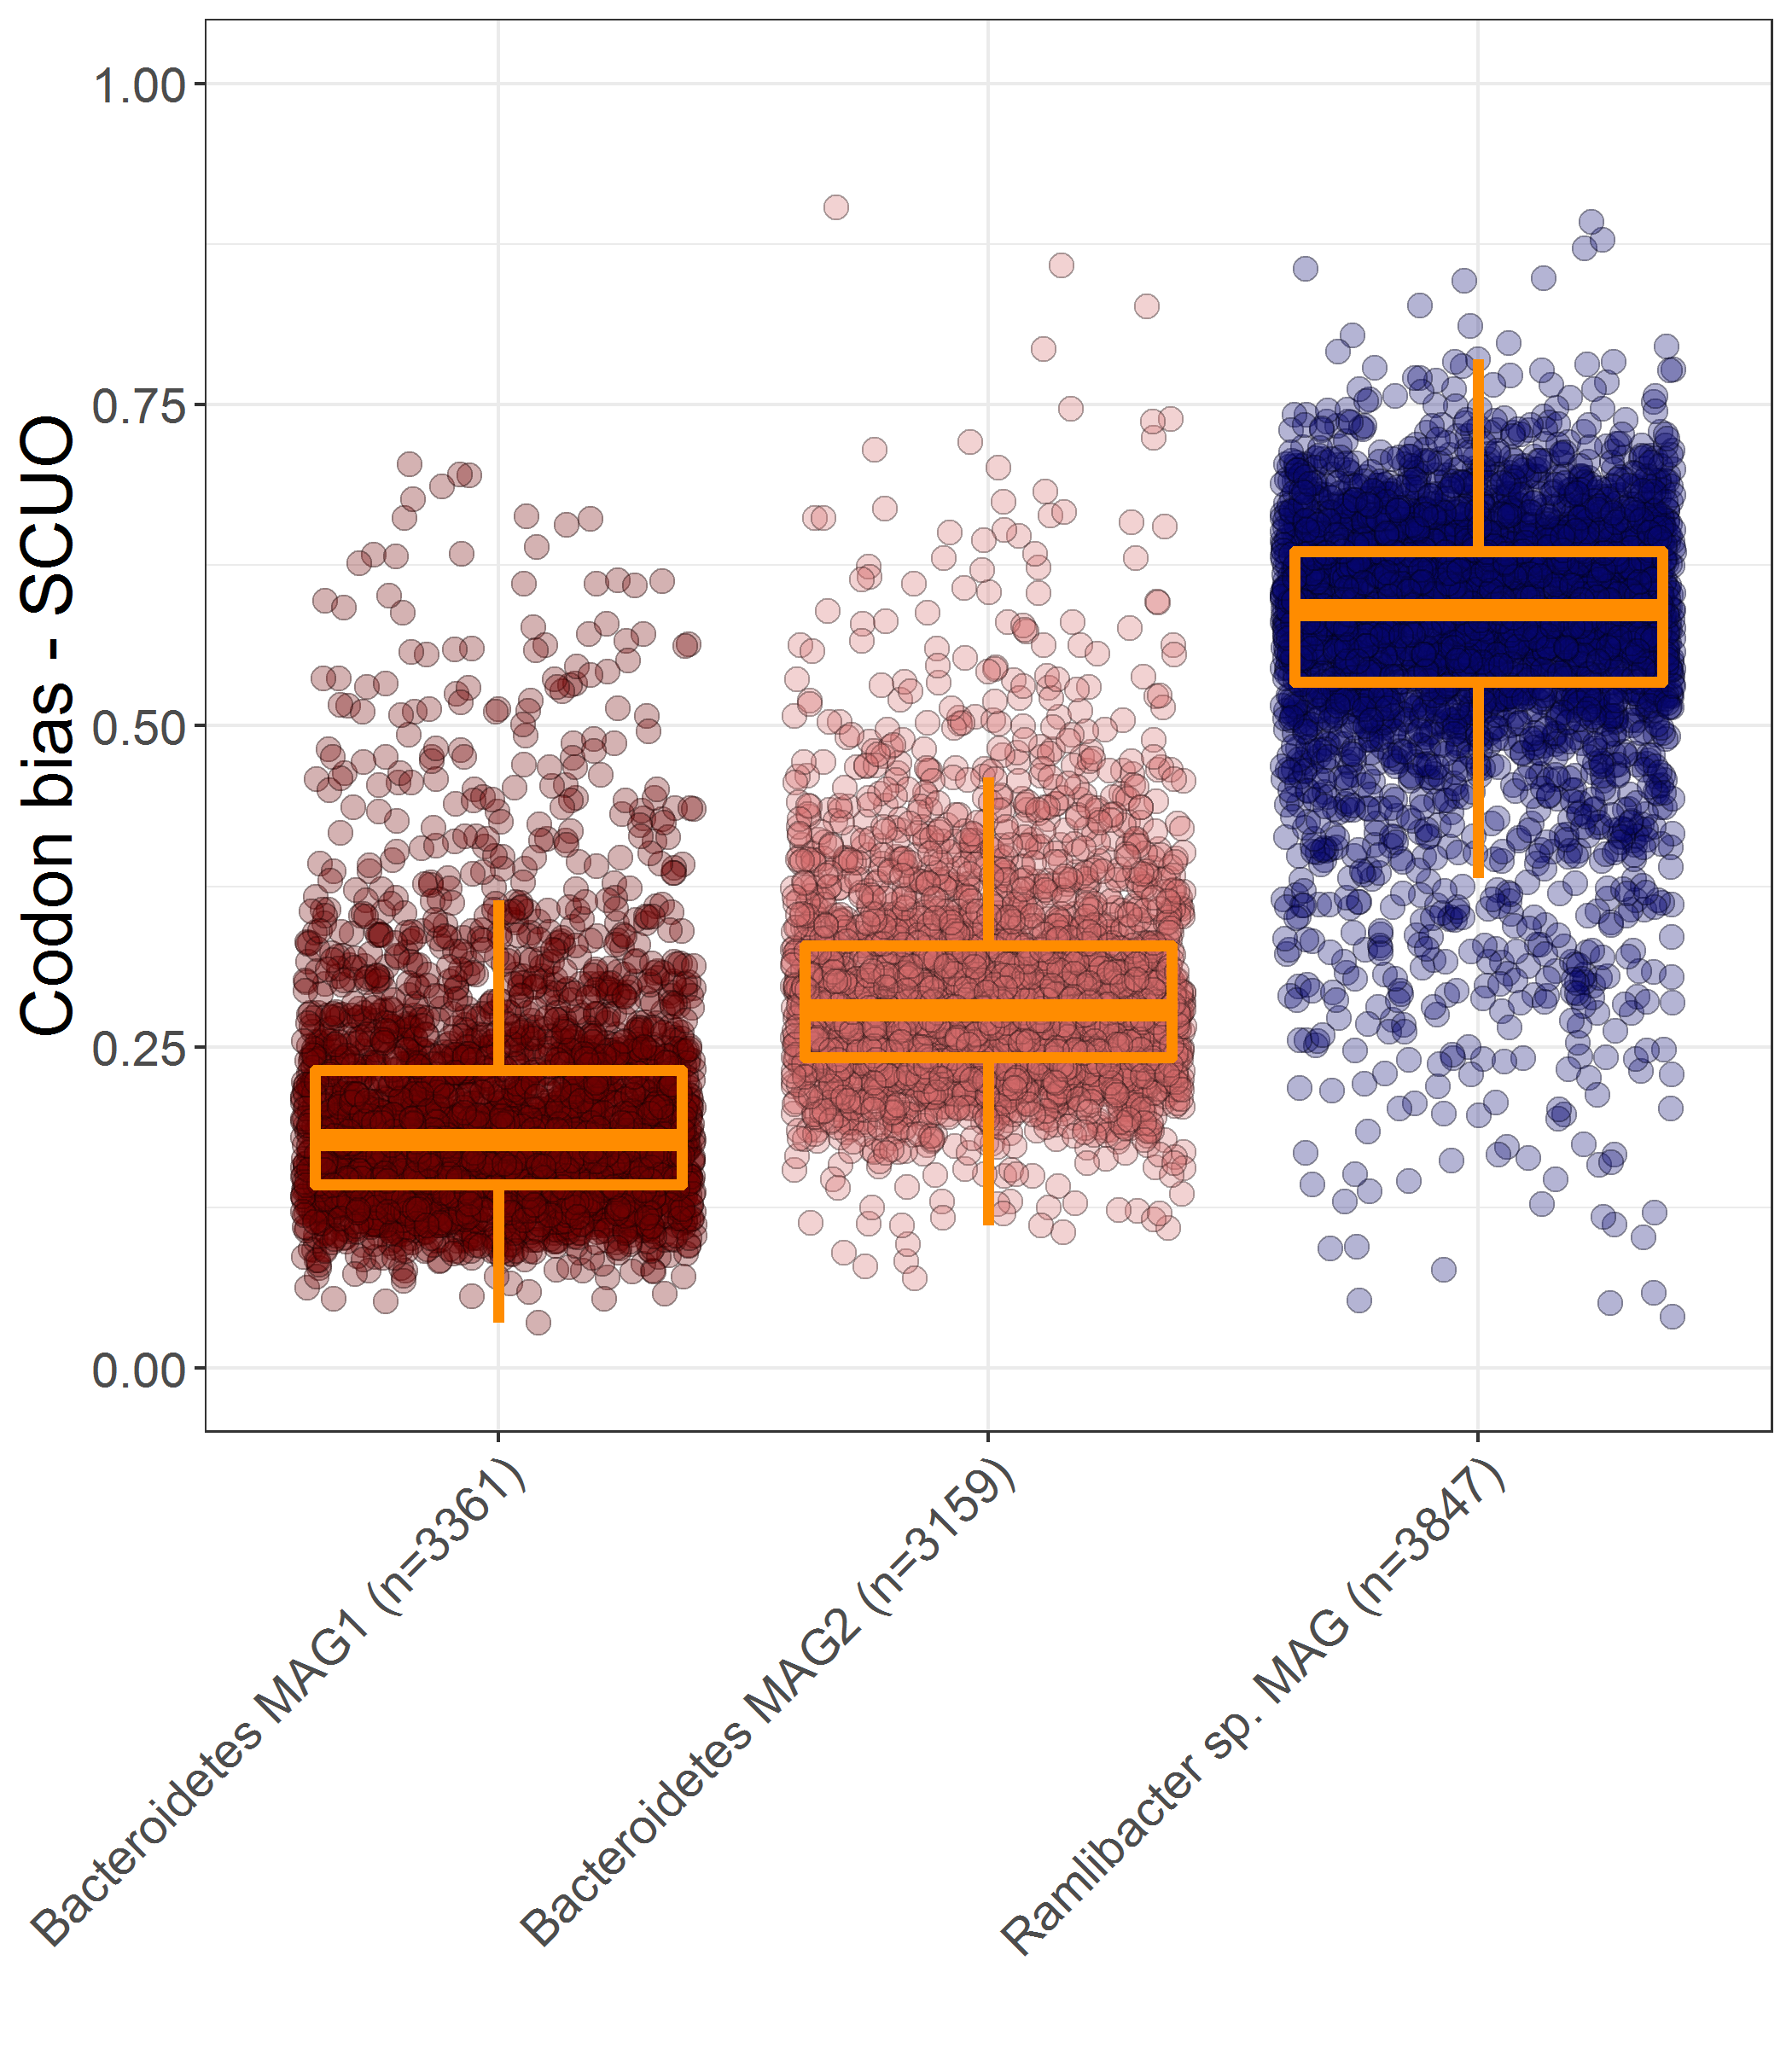 Codon bias - SCUO
1.00
0.75
0.50
0.25
0.00
Bacteroidetes MAG1 (n=3361)
Bacteroidetes MAG2 (n=3159)
Ramlibacter sp. MAG (n=3847)